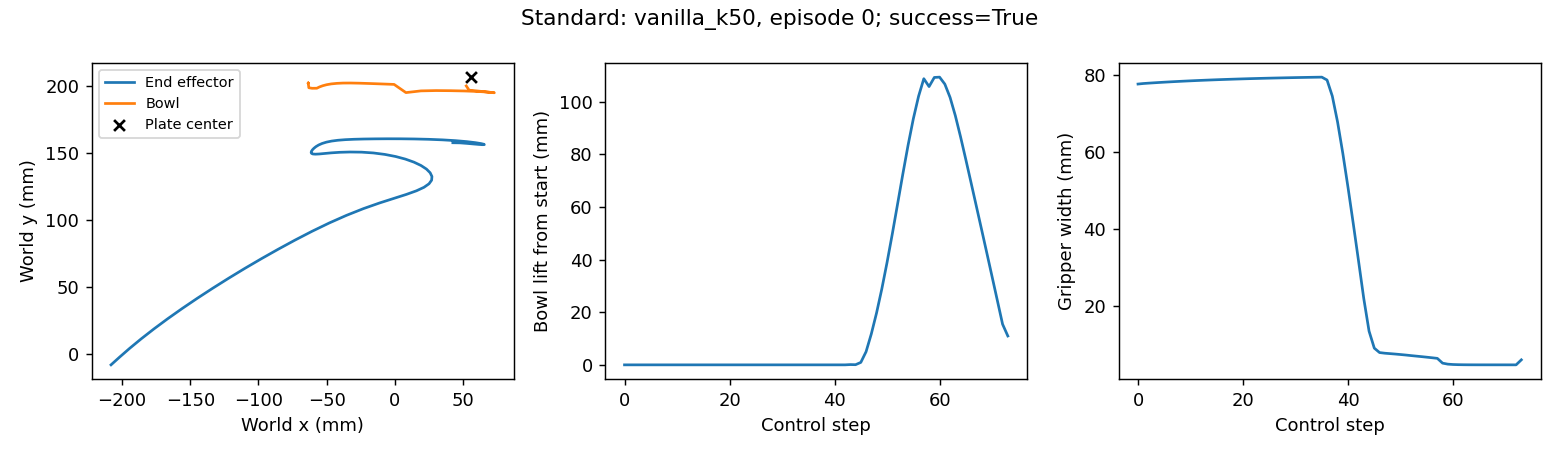 Standard: vanilla_k50, episode 0; success=True
End effector
Bowl
Plate center
200
150
100
50
0
−200
−150
−100
−50
0
50
World x (mm)
World y (mm)
100
80
60
40
20
0
0
20
40
60
Control step
Bowl lift from start (mm)
80
60
40
20
0
20
40
60
Control step
Gripper width (mm)